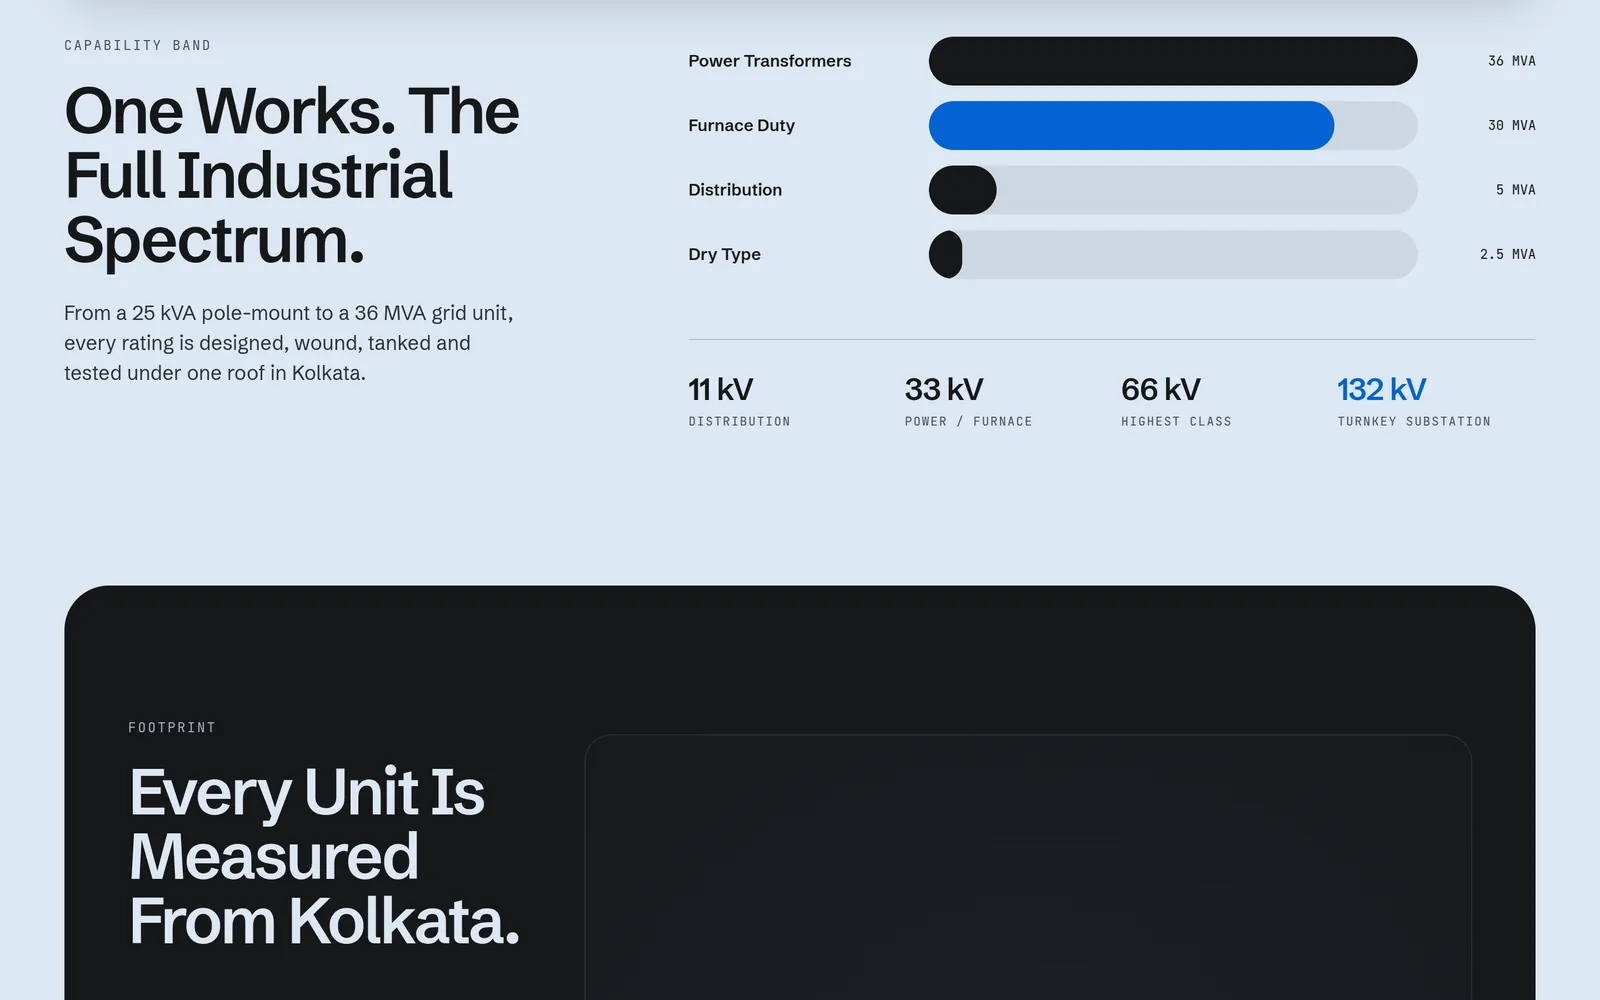 CAPABILITY BAND
One Works. The
Full Industrial
Spectrum.
From a 25 kVA pole-mount to a 36 MVA grid unit,
every rating is designed, wound, tanked and
tested under one roof in Kolkata.
Power Transformers
36 MVA
Furnace Duty
30 MVA
Distribution
5 MVA
Dry Type
2.5 MVA
11 kV
DISTRIBUTION
33 kV
POWER / FURNACE
66 kV
HIGHEST CLASS
132 kV
TURNKEY SUBSTATION
FOOTPRINT
Every Unit Is
Measured
From Kolkata.